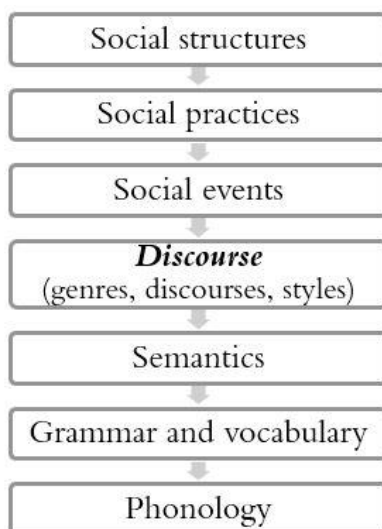 Social structures
Social practices
Social events
Discourse
(genres, discourses, styles)
Semantics
Grammar and vocabulary
Phonology